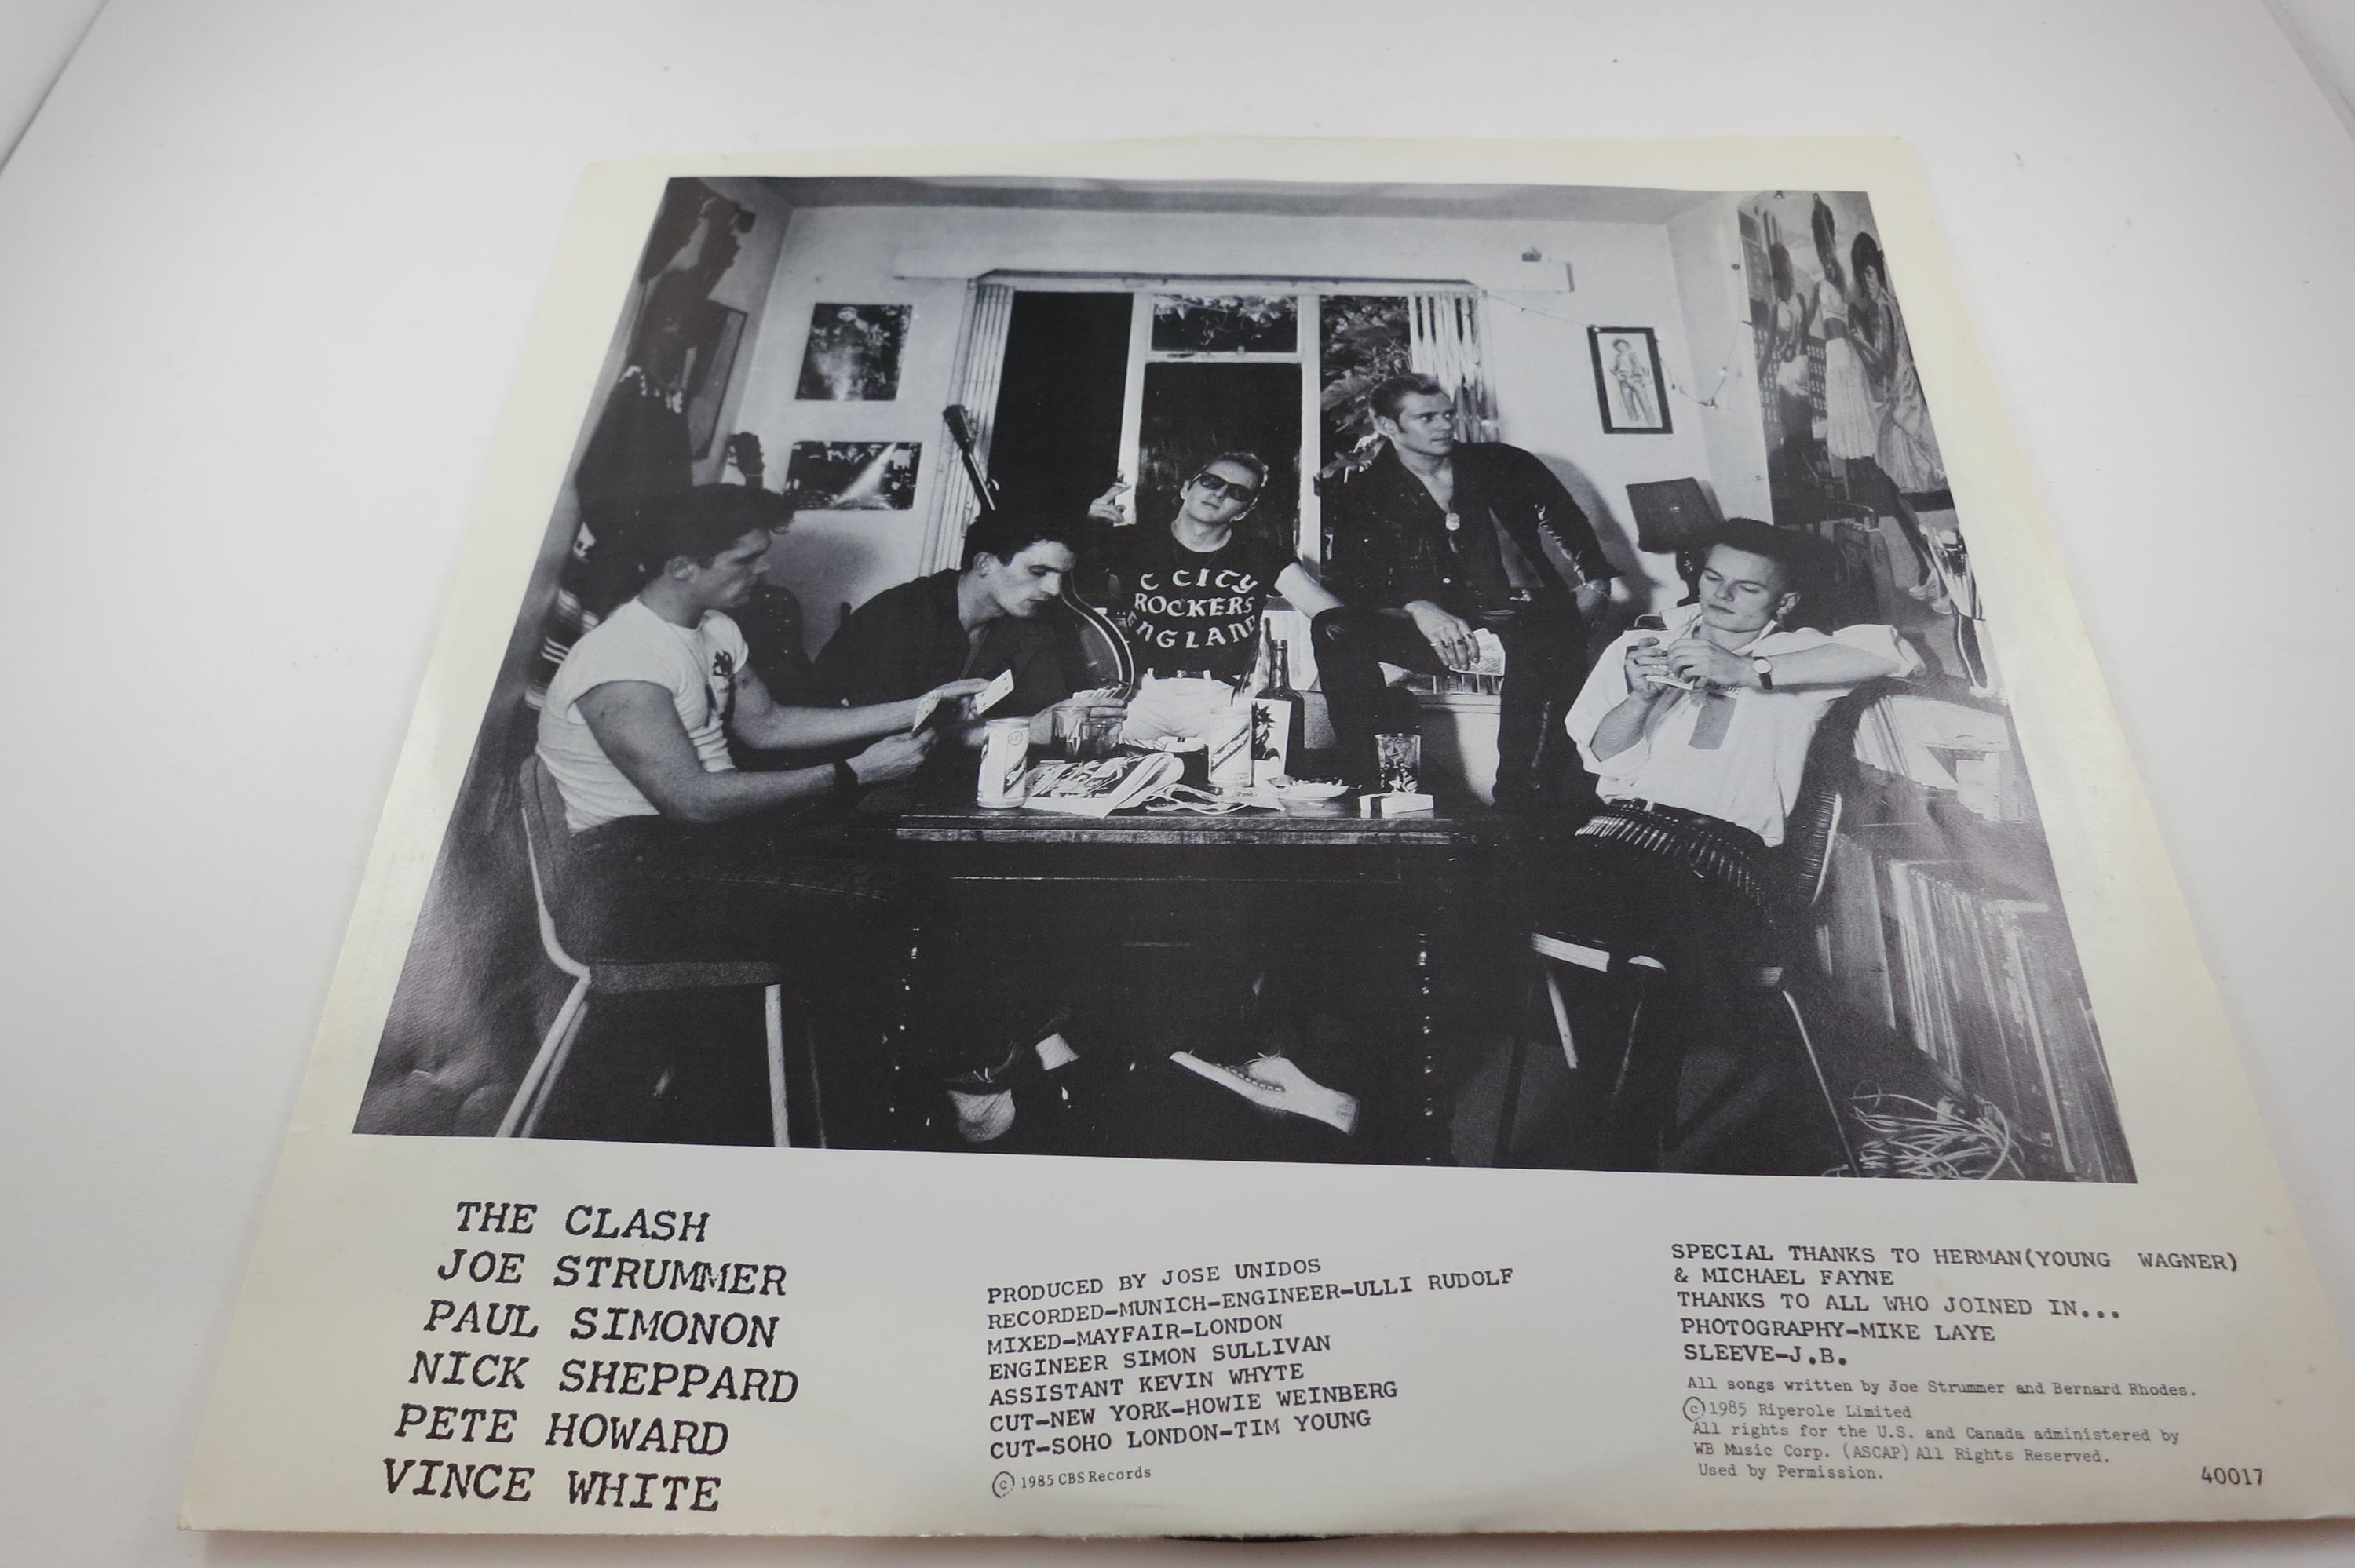 C CITY
ROCKERS
ENGLAND
THE CLASH
JOE STRUMMER
PAUL SIMONON
NICK SHEPPARD
PETE HOWARD
VINCE WHITE
PRODUCED BY JOSE UNIDOS
RECORDED-MUNICH-ENGINEER-ULLI RUDOLF
MIXED-MAYFAIR-LONDON
ENGINEER SIMON SULLIVAN
ASSISTANT KEVIN WHYTE
CUT-NEW YORK-HOWIE WEINBERG
CUT-SOHO LONDON-TIM YOUNG
© 1985 CBS Records
SPECIAL THANKS TO HERMAN(YOUNG WAGNER)
& MICHAEL FAYNE
THANKS TO ALL WHO JOINED IN...
PHOTOGRAPHY-MIKE LAYE
SLEEVE-J.B.
All songs written by Joe Strummer and Bernard Rhodes.
© 1985 Riperole Limited
All rights for the U.S. and Canada administered by
WB Music Corp. (ASCAP) All Rights Reserved.
Used by Permission.
40017